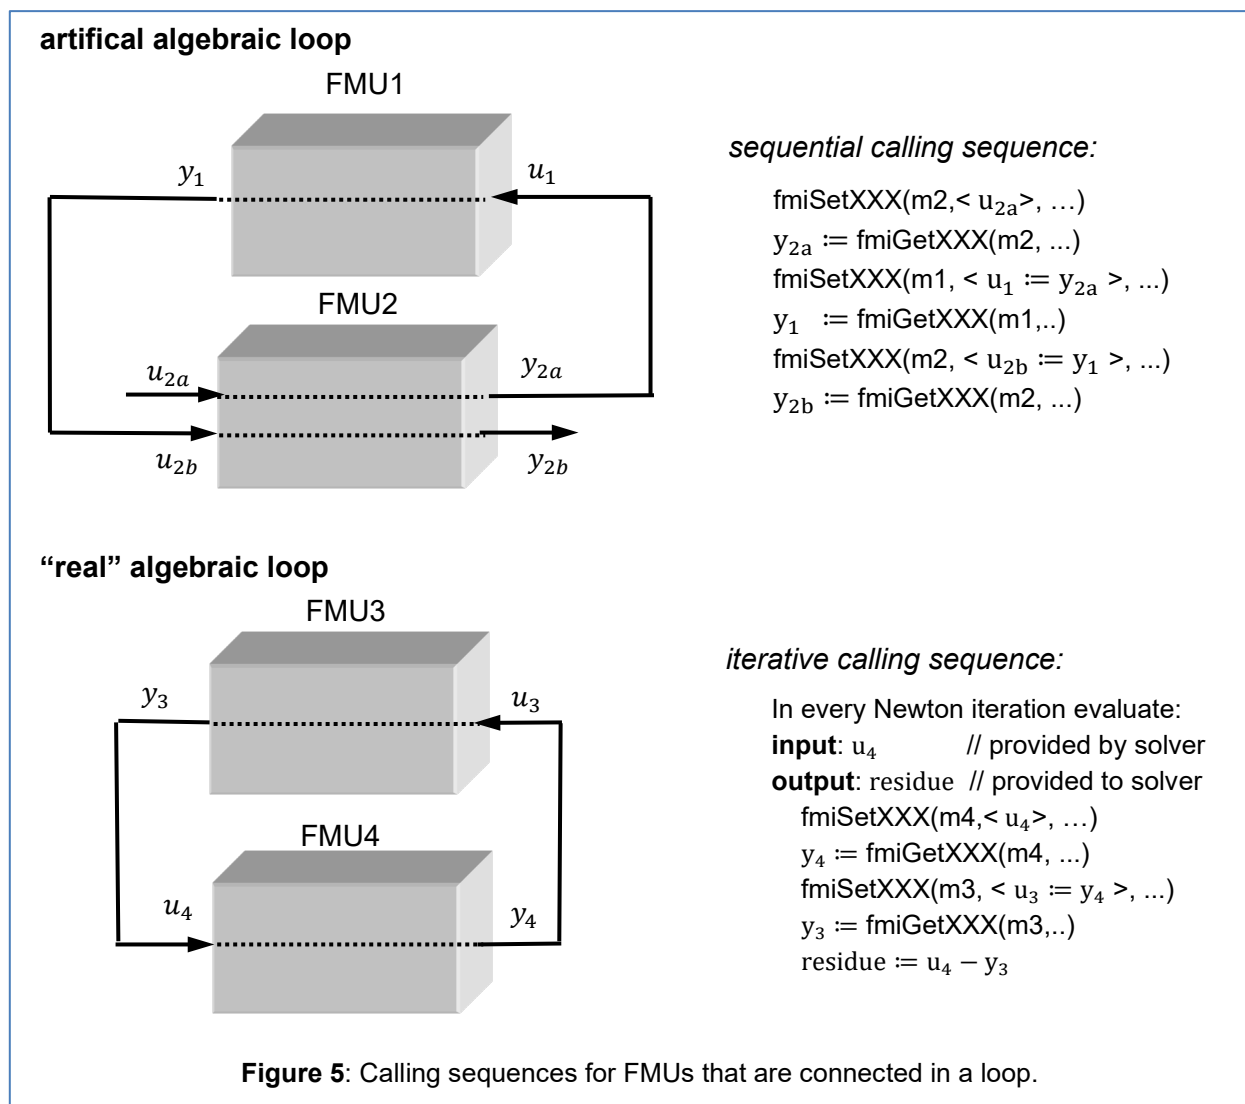 artifical algebraic loop
FMU1
y₁
u₁
FMU2
u₂ₐ
y₂ₐ
u₂b
y₂b
sequential calling sequence:
fmiSetXXX(m2,< u₂ₐ>, …)
y₂ₐ ≔ fmiGetXXX(m2, ...)
fmiSetXXX(m1, < u₁ ≔ y₂ₐ >, ...)
y₁ ≔ fmiGetXXX(m1,..)
fmiSetXXX(m2, < u₂b ≔ y₁ >, ...)
y₂b ≔ fmiGetXXX(m2, ...)
“real” algebraic loop
FMU3
y₃
u₃
FMU4
u₄
y₄
iterative calling sequence:
In every Newton iteration evaluate:
input: u₄ // provided by solver
output: residue // provided to solver
fmiSetXXX(m4,< u₄>, …)
y₄ ≔ fmiGetXXX(m4, ...)
fmiSetXXX(m3, < u₃ ≔ y₄ >, ...)
y₃ ≔ fmiGetXXX(m3,..)
residue ≔ u₄ − y₃
Figure 5: Calling sequences for FMUs that are connected in a loop.